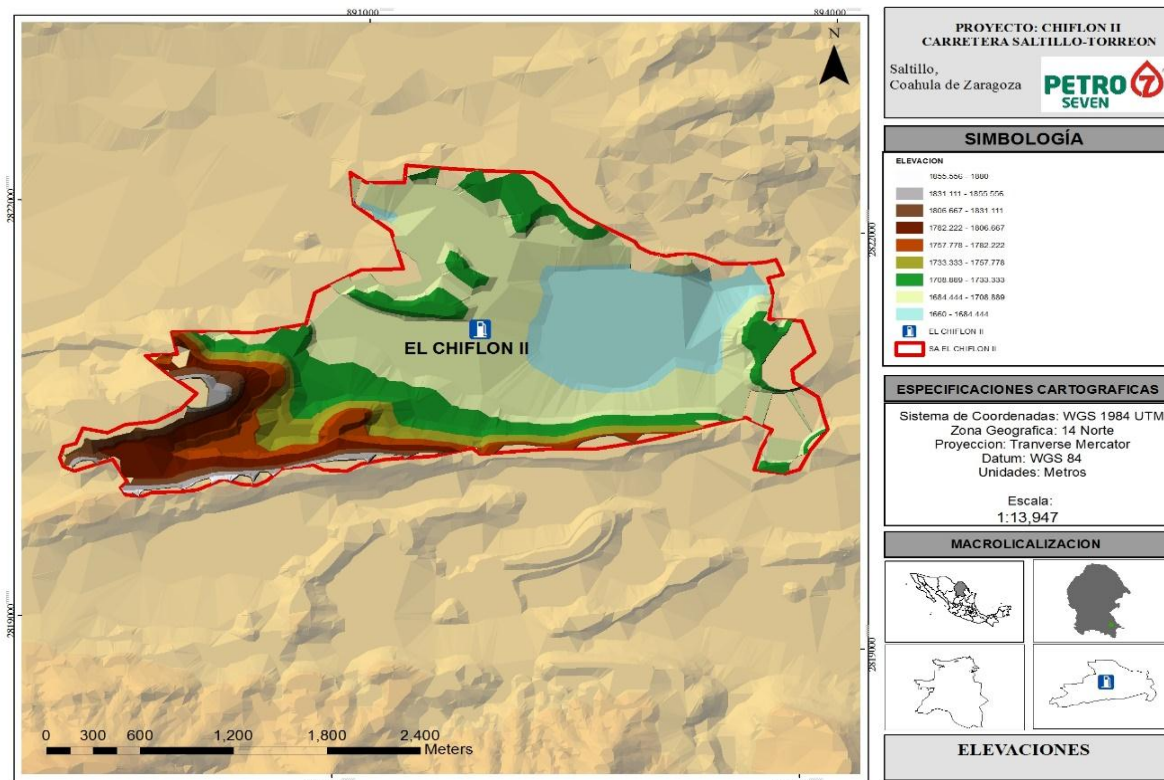 891000
894000
2822000
2822000
2819000
2819000
N
EL CHIFLON II
0 300 600 1,200 1,800 2,400
Meters
PROYECTO: CHIFLON II
CARRETERA SALTILLO-TORREON
Saltillo,
Coahula de Zaragoza
PETRO 7
SEVEN
SIMBOLOGÍA
ELEVACION
1855.556 - 1880
1831.111 - 1855.556
1806.667 - 1831.111
1782.222 - 1806.667
1757.778 - 1782.222
1733.333 - 1757.778
1708.889 - 1733.333
1684.444 - 1708.889
1660 - 1684.444
EL CHIFLON II
SA EL CHIFLON II
ESPECIFICACIONES CARTOGRAFICAS
Sistema de Coordenadas: WGS 1984 UTM
Zona Geografica: 14 Norte
Proyeccion: Tranverse Mercator
Datum: WGS 84
Unidades: Metros
Escala:
1:13,947
MACROLICALIZACION
ELEVACIONES